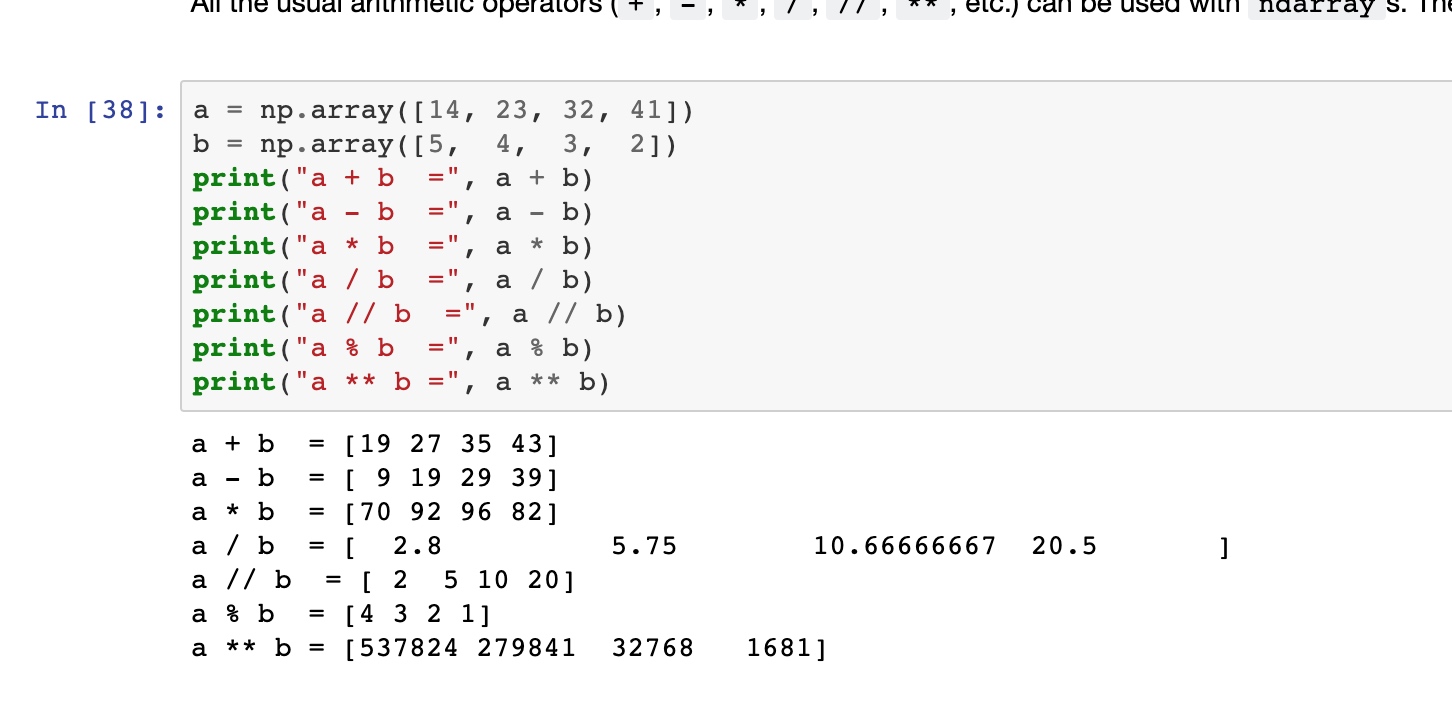 All the usual arithmetic operators ( + , - , * , / , // , ** , etc.) can be used with ndarray s. The
In [38]: a = np.array([14, 23, 32, 41])
b = np.array([5,  4,  3,  2])
print("a + b  =", a + b)
print("a - b  =", a - b)
print("a * b  =", a * b)
print("a / b  =", a / b)
print("a // b  =", a // b)
print("a % b  =", a % b)
print("a ** b =", a ** b)
a + b  = [19 27 35 43]
a - b  = [ 9 19 29 39]
a * b  = [70 92 96 82]
a / b  = [  2.8          5.75        10.66666667  20.5       ]
a // b  = [ 2  5 10 20]
a % b  = [4 3 2 1]
a ** b = [537824 279841  32768   1681]